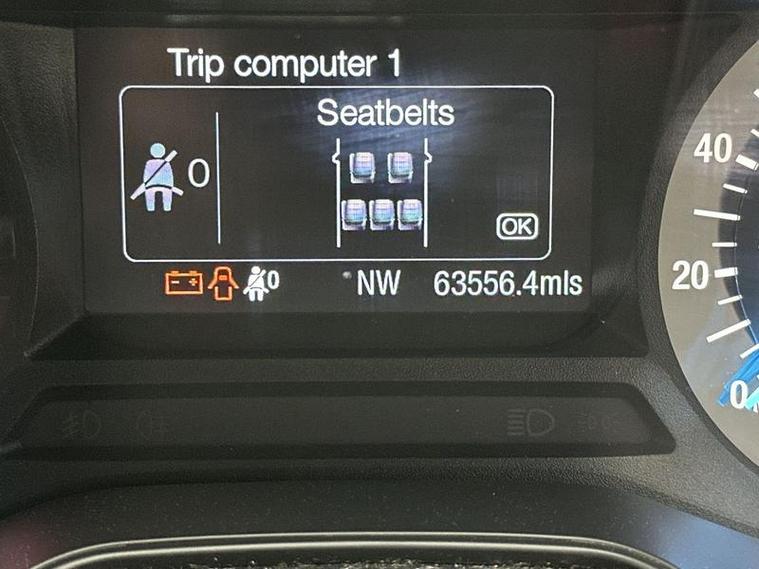 Trip computer 1
Seatbelts
0
OK
0
NW 63556.4mls
40
20
0